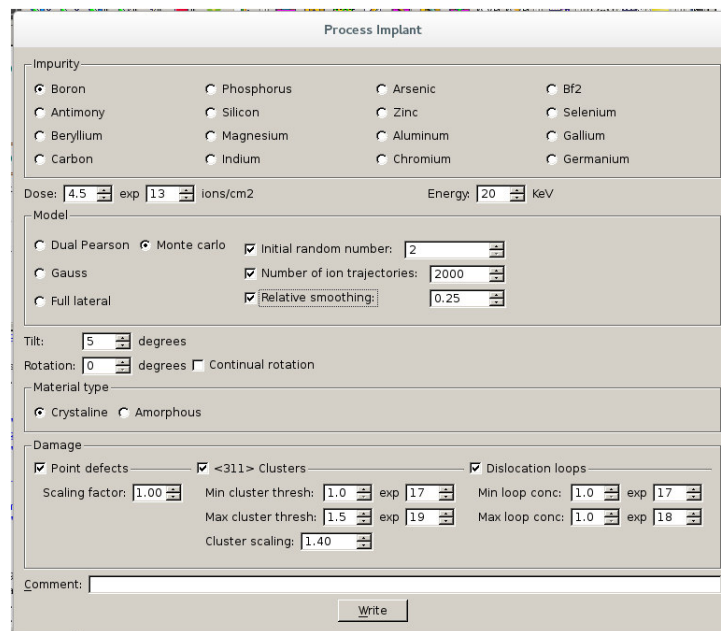 Process Implant
Impurity
Boron Phosphorus Arsenic Bf2
Antimony Silicon Zinc Selenium
Beryllium Magnesium Aluminum Gallium
Carbon Indium Chromium Germanium
Dose: 4.5 exp 13 ions/cm2 Energy: 20 KeV
Model
Dual Pearson Monte carlo Initial random number: 2
Gauss Number of ion trajectories: 2000
Full lateral Relative smoothing: 0.25
Tilt: 5 degrees
Rotation: 0 degrees Continual rotation
Material type
Crystaline Amorphous
Damage
Point defects <311> Clusters Dislocation loops
Scaling factor: 1.00 Min cluster thresh: 1.0 exp 17 Min loop conc: 1.0 exp 17
Max cluster thresh: 1.5 exp 19 Max loop conc: 1.0 exp 18
Cluster scaling: 1.40
Comment:
Write